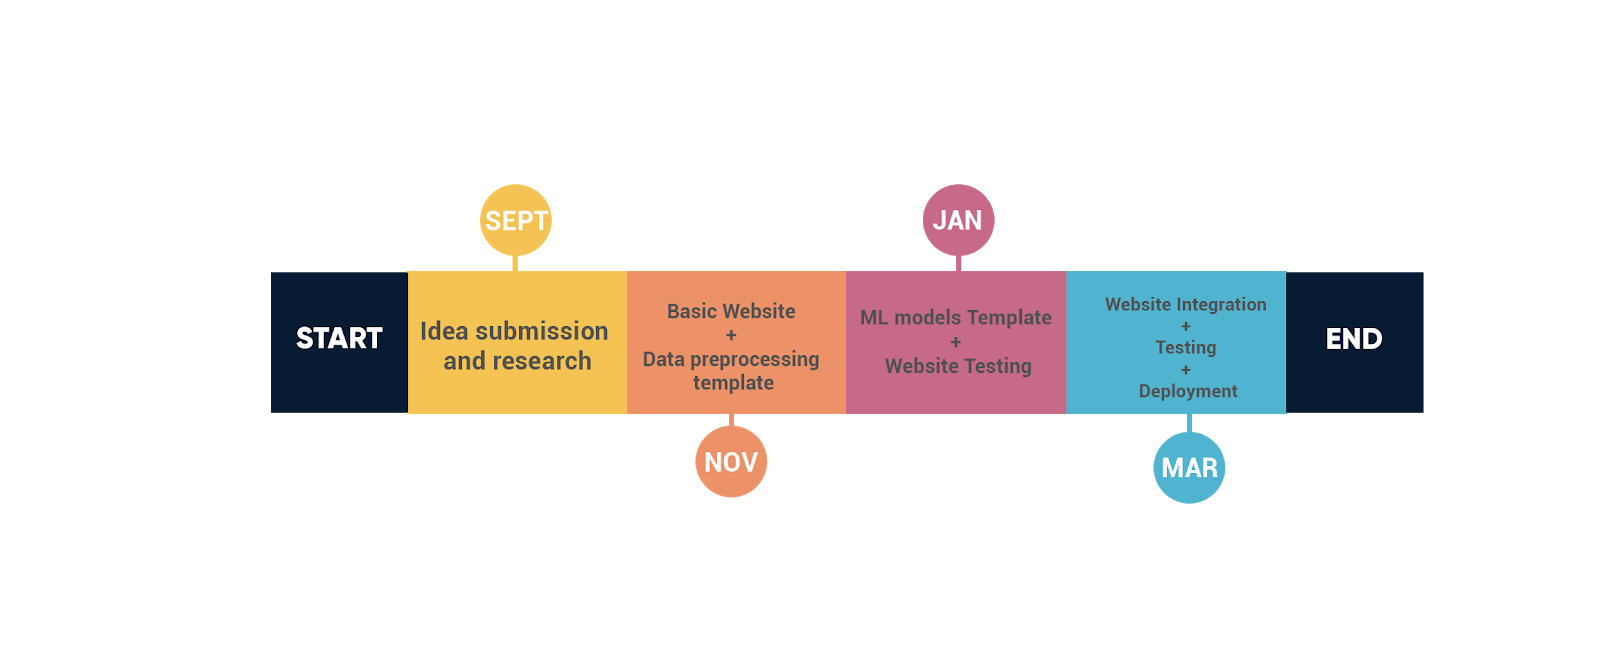 SEPT
JAN
START
Idea submission
and research
Basic Website
+
Data preprocessing
template
ML models Template
+
Website Testing
Website Integration
+
Testing
+
Deployment
END
NOV
MAR